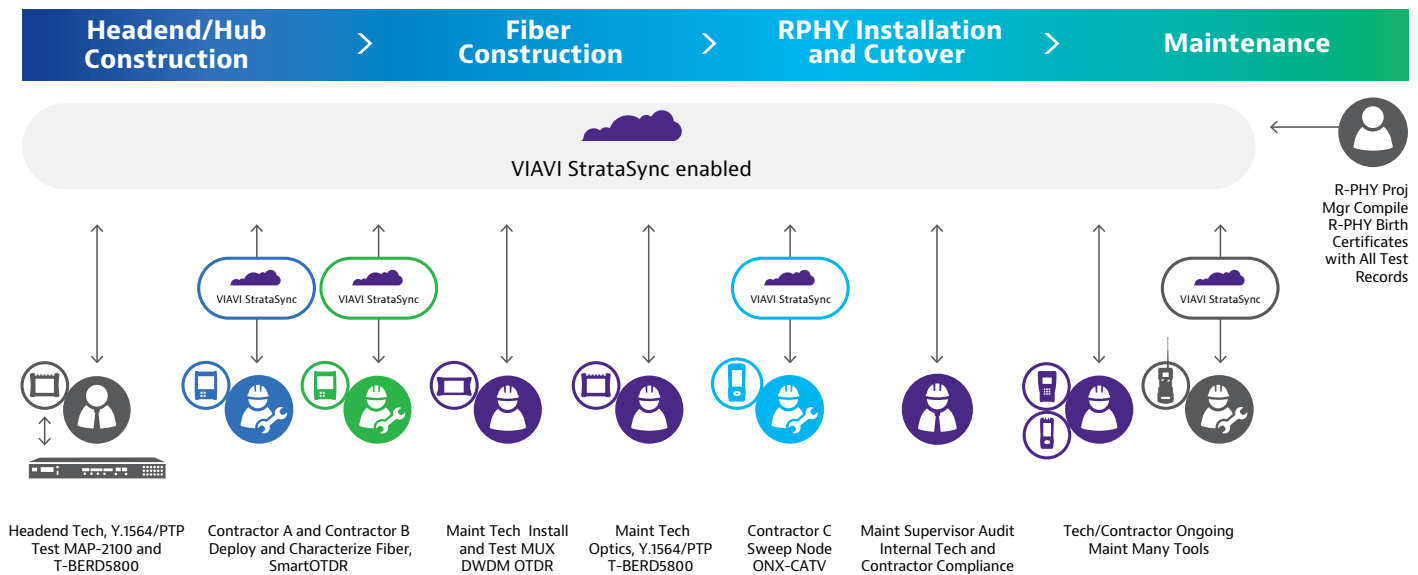 Headend/Hub
Construction
Fiber
Construction
RPHY Installation
and Cutover
Maintenance
VIAVI StrataSync enabled
R-PHY Proj
Mgr Compile
R-PHY Birth
Certificates
with All Test
Records
VIAVI StrataSync
VIAVI StrataSync
VIAVI StrataSync
VIAVI StrataSync
Headend Tech, Y.1564/PTP
Test MAP-2100 and
T-BERD5800
Contractor A and Contractor B
Deploy and Characterize Fiber,
SmartOTDR
Maint Tech Install
and Test MUX
DWDM OTDR
Maint Tech
Optics, Y.1564/PTP
T-BERD5800
Contractor C
Sweep Node
ONX-CATV
Maint Supervisor Audit
Internal Tech and
Contractor Compliance
Tech/Contractor Ongoing
Maint Many Tools